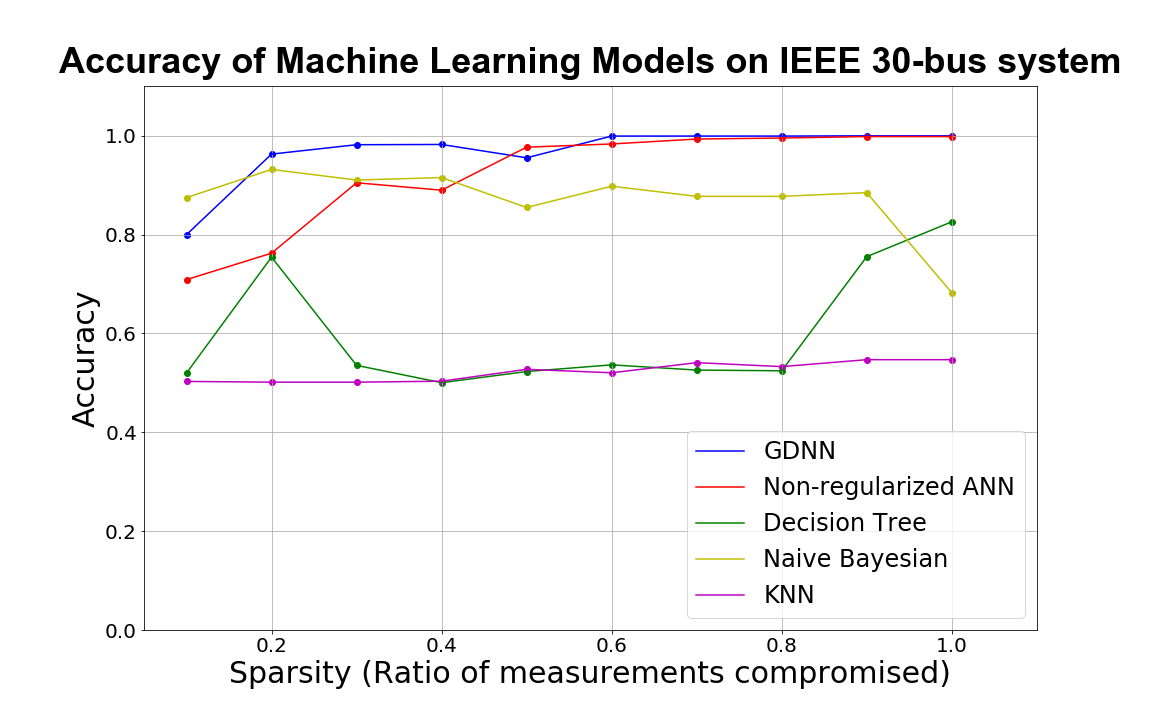 Accuracy of Machine Learning Models on IEEE 30-bus system
Accuracy
1.0
0.8
0.6
0.4
0.2
0.0
GDNN
Non-regularized ANN
Decision Tree
Naive Bayesian
KNN
0.2 0.4 0.6 0.8 1.0
Sparsity (Ratio of measurements compromised)